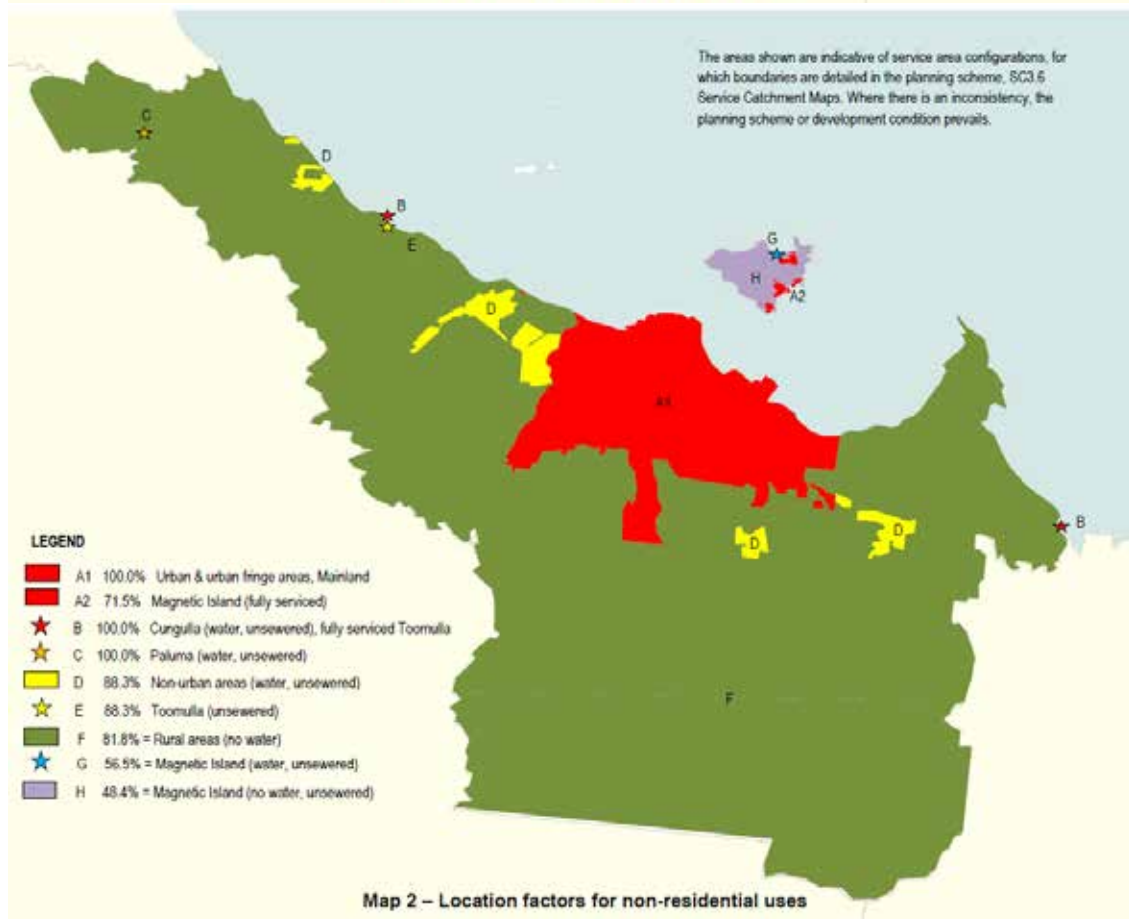 The areas shown are indicative of service area configurations, for
which boundaries are detailed in the planning scheme, SC3.6
Service Catchment Maps. Where there is an inconsistency, the
planning scheme or development condition prevails.
C
D
B
E
G
H
A2
D
A1
B
D
D
F
LEGEND
A1 100.0% Urban & urban fringe areas, Mainland
A2 71.5% Magnetic Island (fully serviced)
B 100.0% Cungulla (water, unsewered), fully serviced Toomulla
C 100.0% Paluma (water, unsewered)
D 88.3% Non-urban areas (water, unsewered)
E 88.3% Toomulla (unsewered)
F 81.8% = Rural areas (no water)
G 56.5% = Magnetic Island (water, unsewered)
H 48.4% = Magnetic Island (no water, unsewered)
Map 2 – Location factors for non-residential uses